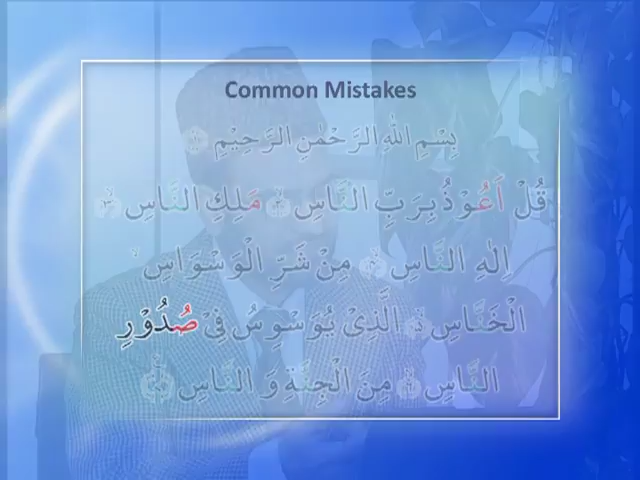 Common Mistakes
بِسْمِ اللّٰهِ الرَّحْمٰنِ الرَّحِيْمِ
قُلْ اَعُوْذُ بِرَبِّ النَّاسِ ۙ مَلِكِ النَّاسِ ۙ
اِلٰهِ النَّاسِ ۙ مِنْ شَرِّ الْوَسْوَاسِ ۙ
الْخَنَّاسِ ۙ الَّذِىْ يُوَسْوِسُ فِىْ صُدُوْرِ
النَّاسِ ۙ مِنَ الْجِنَّةِ وَ النَّاسِ